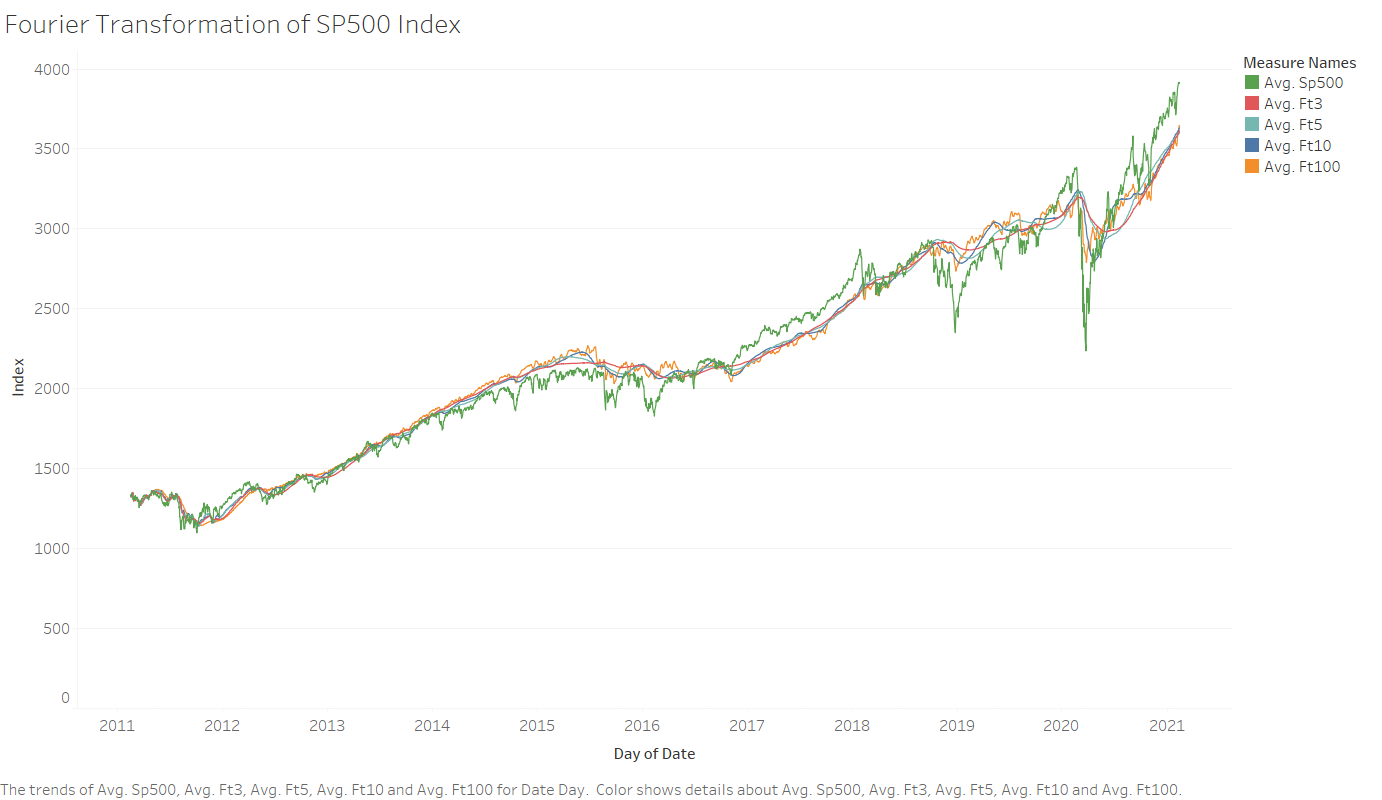 Fourier Transformation of SP500 Index
Measure Names
Avg. Sp500
Avg. Ft3
Avg. Ft5
Avg. Ft10
Avg. Ft100
4000
3500
3000
2500
2000
1500
1000
500
0
Index
2011 2012 2013 2014 2015 2016 2017 2018 2019 2020 2021
Day of Date
The trends of Avg. Sp500, Avg. Ft3, Avg. Ft5, Avg. Ft10 and Avg. Ft100 for Date Day. Color shows details about Avg. Sp500, Avg. Ft3, Avg. Ft5, Avg. Ft10 and Avg. Ft100.